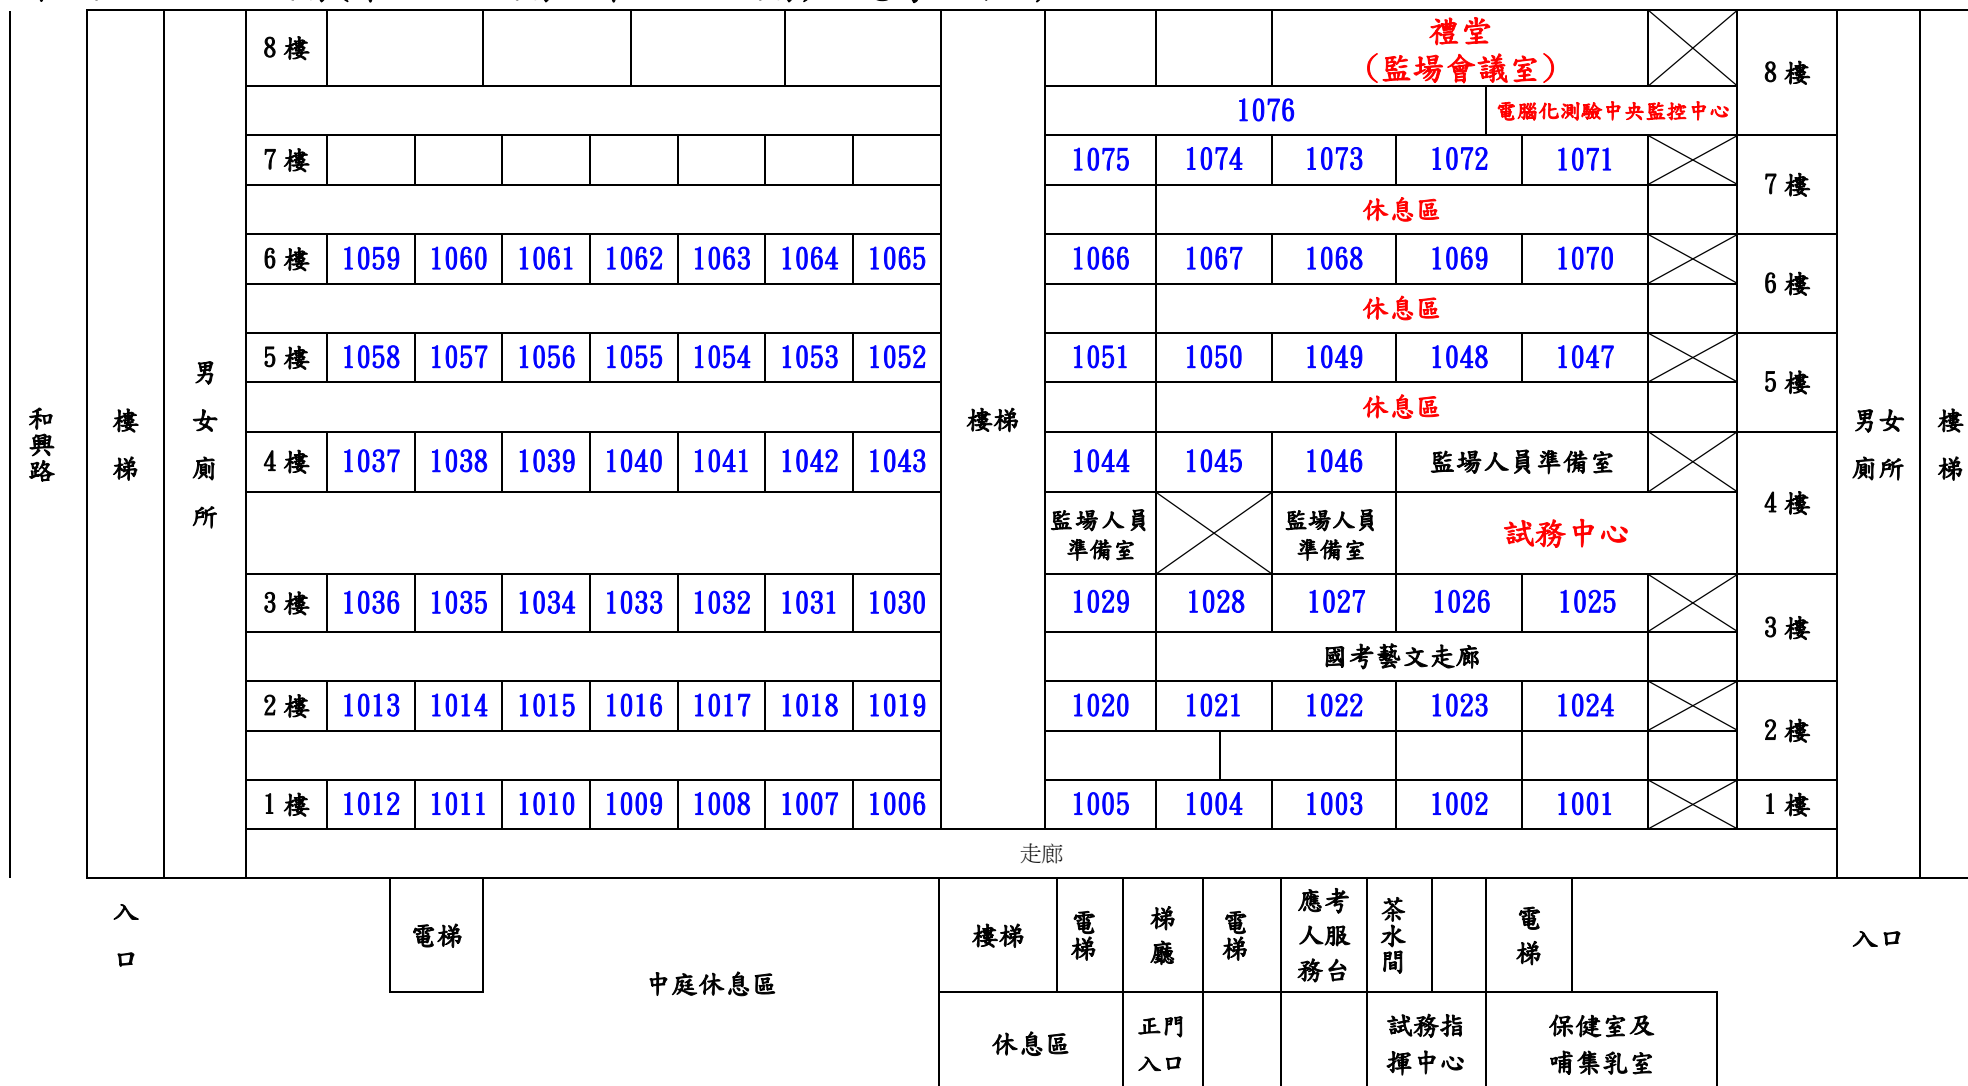 禮堂
8樓
(監場會議室)
8樓
1076 電腦化測驗中央監控中心
7樓 1075 1074 1073 1072 1071
7樓
休息區
6樓 1059 1060 1061 1062 1063 1064 1065 1066 1067 1068 1069 1070
6樓
休息區
5樓 1058 1057 1056 1055 1054 1053 1052 1051 1050 1049 1048 1047
5樓
休息區
4樓 1037 1038 1039 1040 1041 1042 1043 1044 1045 1046 監場人員準備室
4樓
監場人員
準備室
監場人員
準備室
試務中心
3樓 1036 1035 1034 1033 1032 1031 1030 1029 1028 1027 1026 1025
3樓
國考藝文走廊
2樓 1013 1014 1015 1016 1017 1018 1019 1020 1021 1022 1023 1024
2樓
1樓 1012 1011 1010 1009 1008 1007 1006 1005 1004 1003 1002 1001 1樓
走廊
和興路
樓梯
男女廁所
樓梯
男女
廁所
樓梯
入口
電梯
中庭休息區
樓梯
電梯
梯廳
電梯
應考
人服
務台
茶水間
電梯
入口
休息區
正門
入口
試務指
揮中心
保健室及
哺集乳室